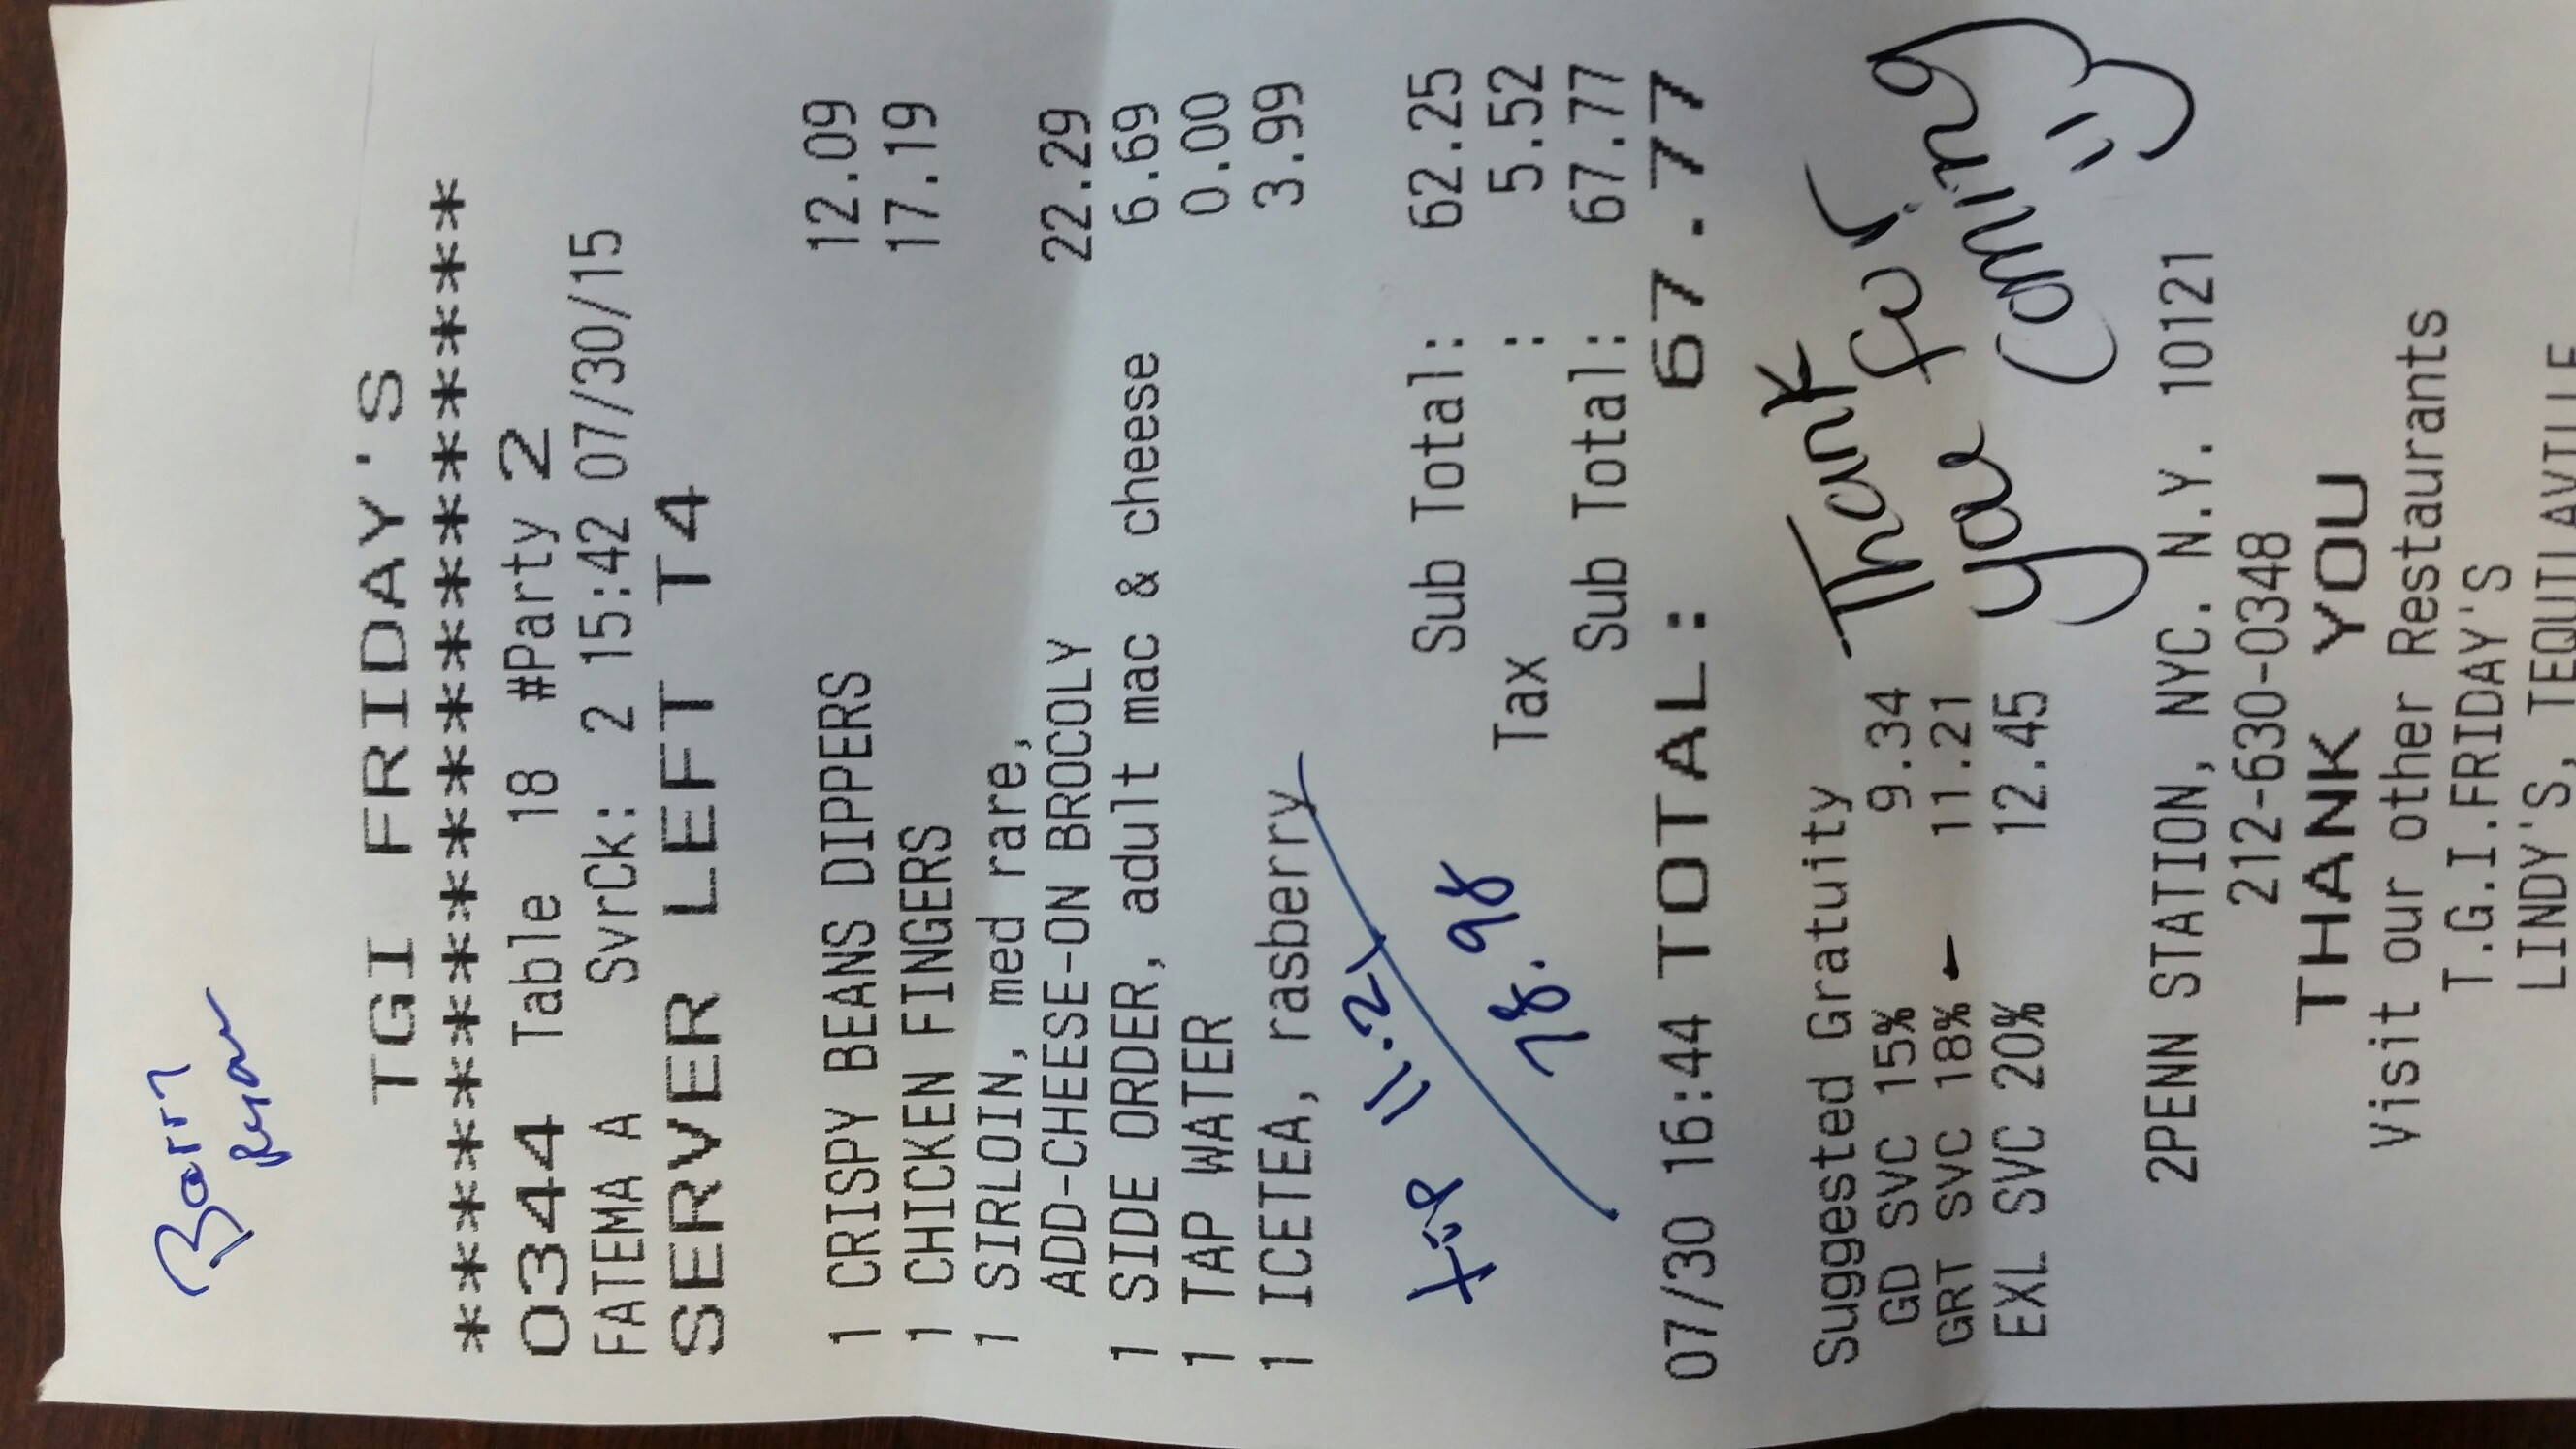 Barry
TGI FRIDAY'S
*********************
0344 Table 18 #Party 2
FATEMA A SvrCk: 2 15:42 07/30/15
SERVER LEFT T4
1 CRISPY BEANS DIPPERS 12.09
1 CHICKEN FINGERS 17.19
1 SIRLOIN, med rare,
ADD-CHEESE-ON BROCOLY 22.29
1 SIDE ORDER, adult mac & cheese 6.69
1 TAP WATER 0.00
1 ICETEA, rasberry 3.99
tip 11.21
Sub Total: 62.25
78.98
Tax : 5.52
Sub Total: 67.77
07/30 16:44 TOTAL: 67.77
Thank
Suggested Gratuity For
GD SVC 15% 9.34
GRT SVC 18% 11.21 you coming
EXL SVC 20% 12.45
2PENN STATION, NYC. N.Y. 10121
212-630-0348
THANK YOU
Visit our other Restaurants
T.G.I.FRIDAY'S
LINDY'S, TEQUILAVILLE